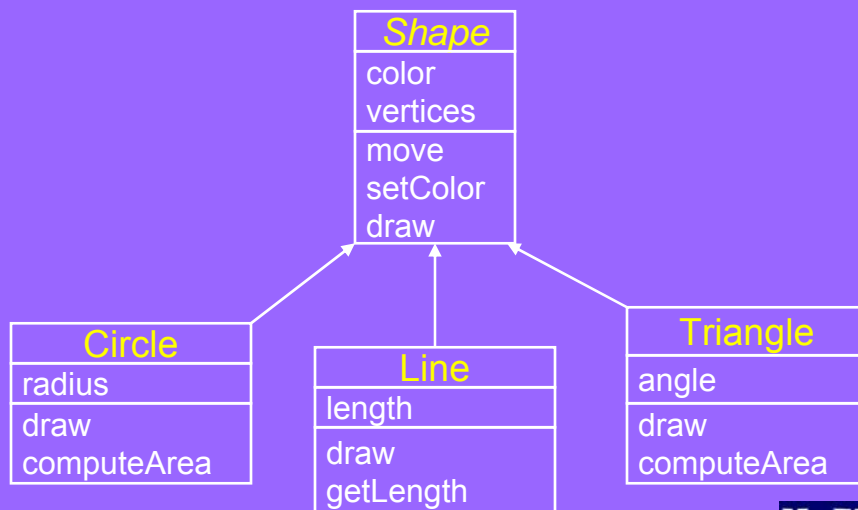 Shape
color
vertices
move
setColor
draw
Circle
radius
draw
computeArea
Line
length
draw
getLength
Triangle
angle
draw
computeArea